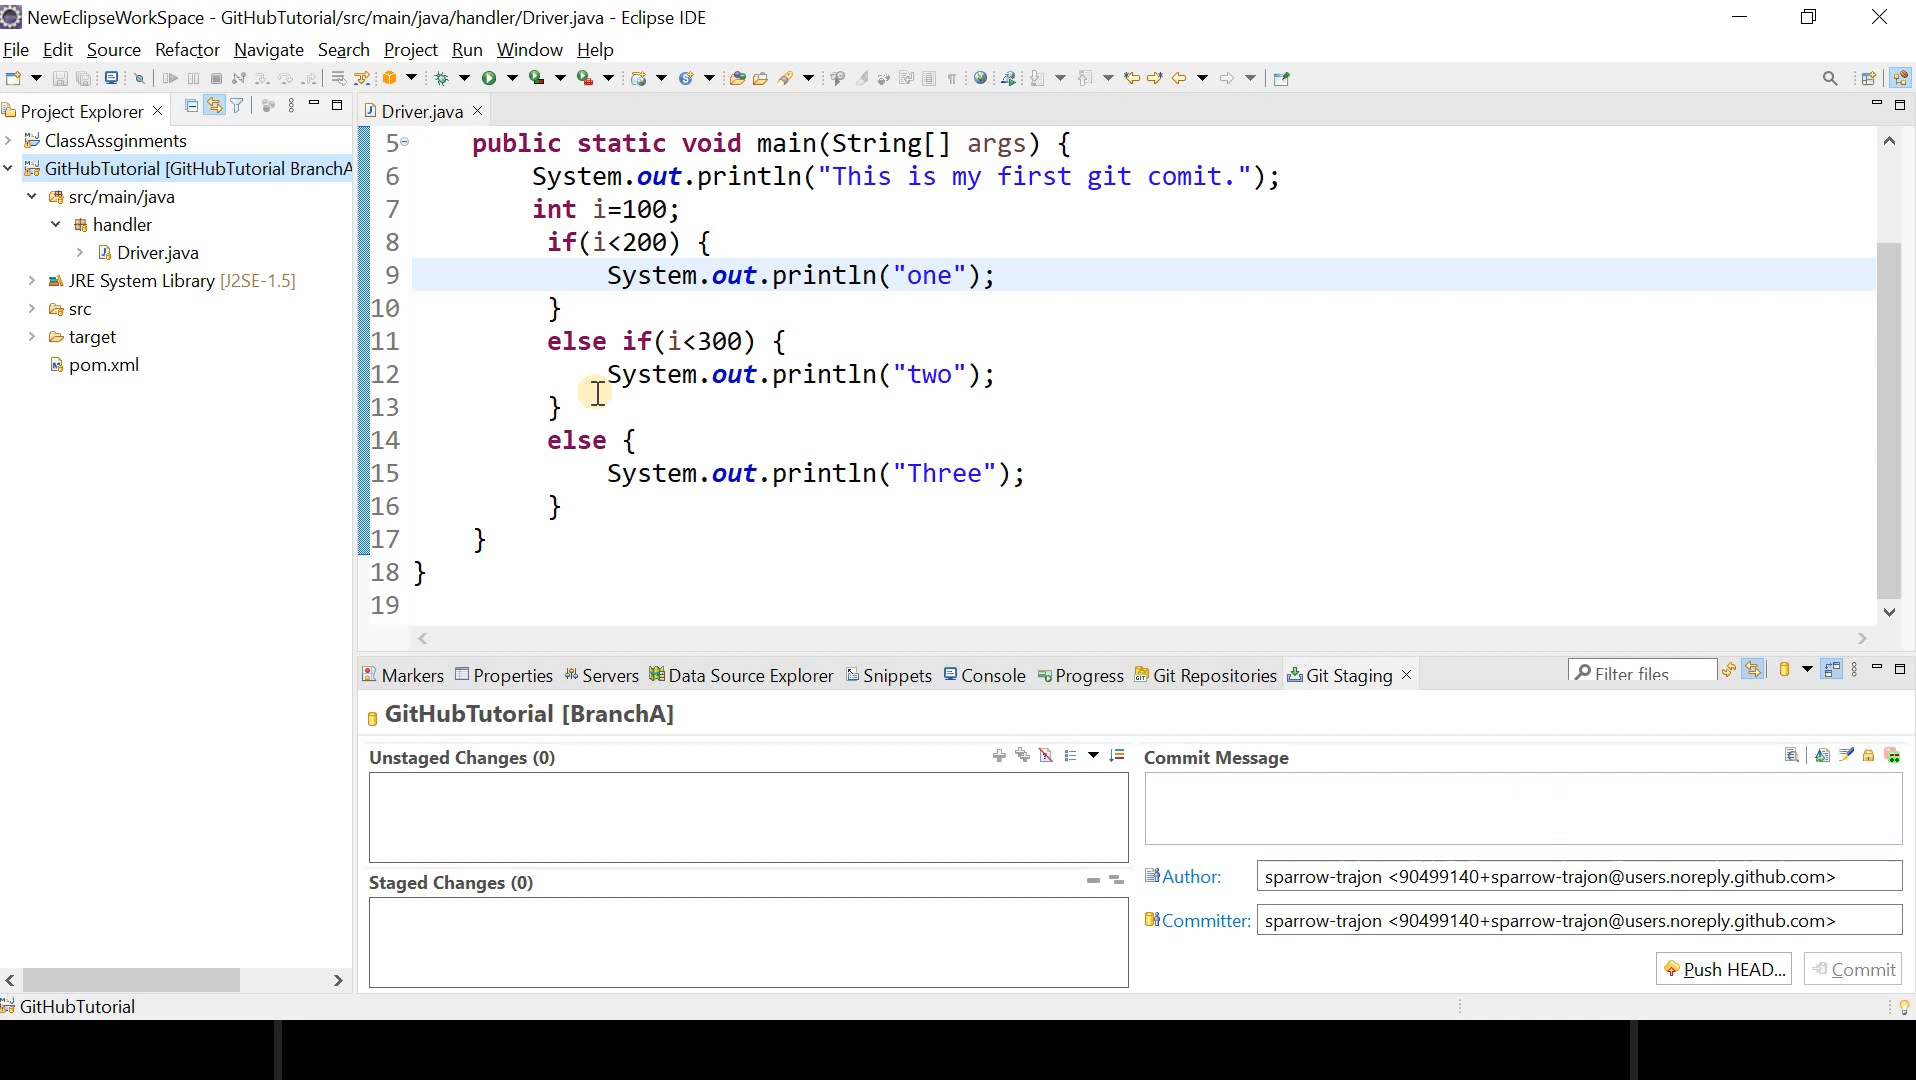 NewEclipseWorkSpace - GitHubTutorial/src/main/java/handler/Driver.java - Eclipse IDE
File Edit Source Refactor Navigate Search Project Run Window Help
Project Explorer
Driver.java
ClassAssginments
GitHubTutorial [GitHubTutorial BranchA
src/main/java
handler
Driver.java
JRE System Library [J2SE-1.5]
src
target
pom.xml
5 public static void main(String[] args) {
6 System.out.println("This is my first git comit.");
7 int i=100;
8 if(i<200) {
9 System.out.println("one");
10 }
11 else if(i<300) {
12 System.out.println("two");
13 }
14 else {
15 System.out.println("Three");
16 }
17 }
18 }
19
Markers Properties Servers Data Source Explorer Snippets Console Progress Git Repositories Git Staging Filter files
GitHubTutorial [BranchA]
Unstaged Changes (0)
Staged Changes (0)
Commit Message
Author: sparrow-trajon <90499140+sparrow-trajon@users.noreply.github.com>
Committer: sparrow-trajon <90499140+sparrow-trajon@users.noreply.github.com>
Push HEAD... Commit
GitHubTutorial